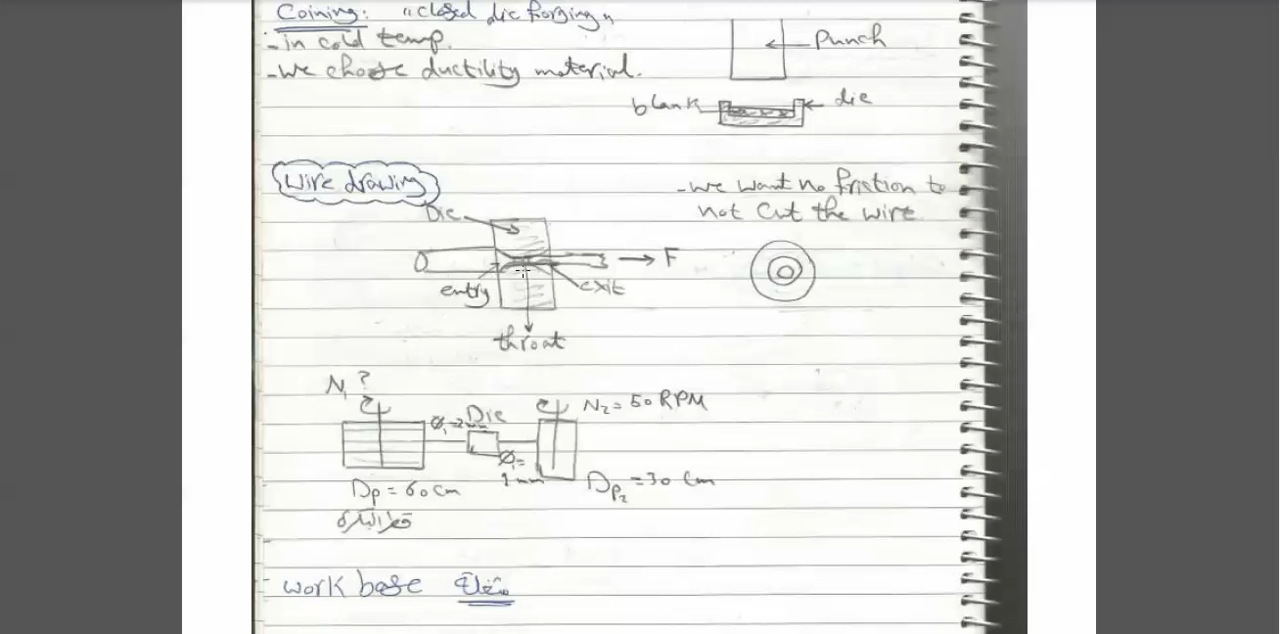 Coining: "closed die forging"
- in cold temp.
- we choose ductility material.
Punch
blank
die
Wire drawing
- we want no friction to
not cut the wire
Die
F
entry
exit
throat
N₁ ?
N₂ = 50 RPM
Ø₁=2mm
Die
Ø=
1 mm
Dp = 60 cm
Dp₂ = 30 cm
قطر البكرة
- work base